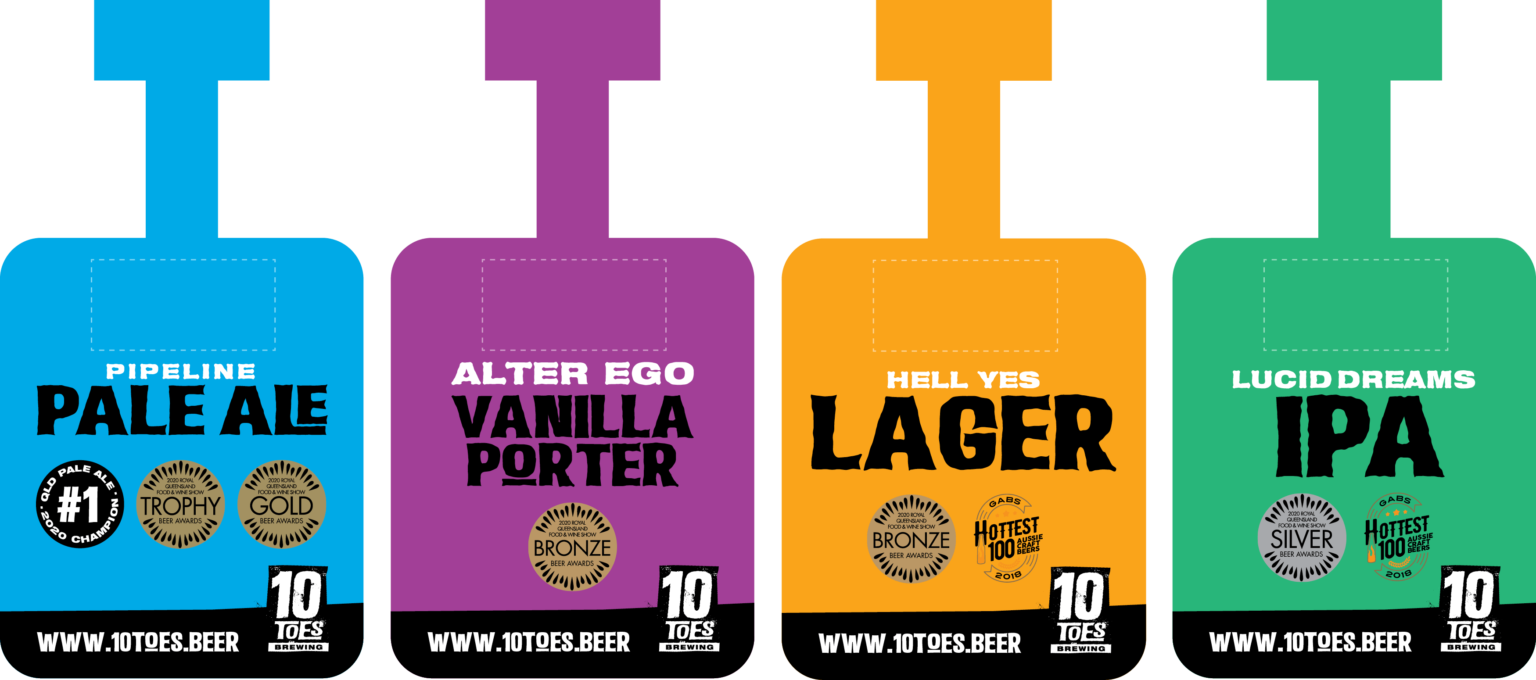 PIPELINE
PALE ALE
QLD PALE ALE
#1
2020 CHAMPION
2020 ROYAL
QUEENSLAND
FOOD & WINE SHOW
TROPHY
BEER AWARDS
2020 ROYAL
QUEENSLAND
FOOD & WINE SHOW
GOLD
BEER AWARDS
WWW.10TOES.BEER
10
TOES
BREWING
ALTER EGO
VANILLA
PORTER
2020 ROYAL
QUEENSLAND
FOOD & WINE SHOW
BRONZE
BEER AWARDS
WWW.10TOES.BEER
10
TOES
BREWING
HELL YES
LAGER
2020 ROYAL
QUEENSLAND
FOOD & WINE SHOW
BRONZE
BEER AWARDS
GABS
HOTTEST
100 AUSSIE
CRAFT
BEERS
2019
WWW.10TOES.BEER
10
TOES
BREWING
LUCID DREAMS
IPA
2020 ROYAL
QUEENSLAND
FOOD & WINE SHOW
SILVER
BEER AWARDS
GABS
HOTTEST
100 AUSSIE
CRAFT
BEERS
2019
WWW.10TOES.BEER
10
TOES
BREWING